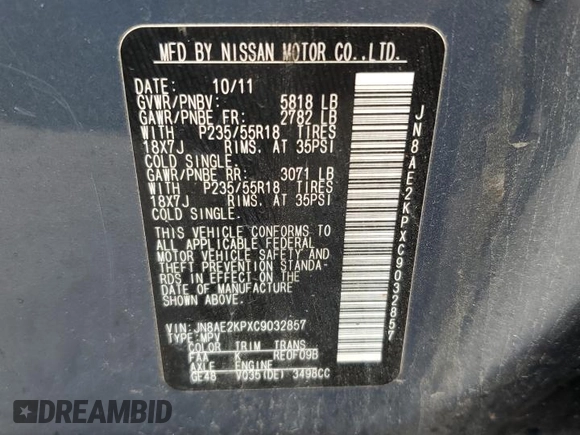 MFD BY NISSAN MOTOR CO.,LTD.
DATE: 10/11
GVWR/PNBV: 5818 LB
GAWR/PNBE FR: 2782 LB
WITH P235/55R18 TIRES
18X7J RIMS. AT 35PSI
COLD SINGLE.
GAWR/PNBE RR: 3071 LB
WITH P235/55R18 TIRES
18X7J RIMS. AT 35PSI
COLD SINGLE.
THIS VEHICLE CONFORMS TO
ALL APPLICABLE FEDERAL
MOTOR VEHICLE SAFETY AND
THEFT PREVENTION STANDA-
RDS IN EFFECT ON THE
DATE OF MANUFACTURE
SHOWN ABOVE.
VIN: JN8AE2KPXC9032857
TYPE: MPV
COLOR TRIM TRANS
FAA K RE0F09B
AXLE ENGINE
GE48 VQ35(DE) 3498CC
JN8AE2KPXC9032857
DREAMBID